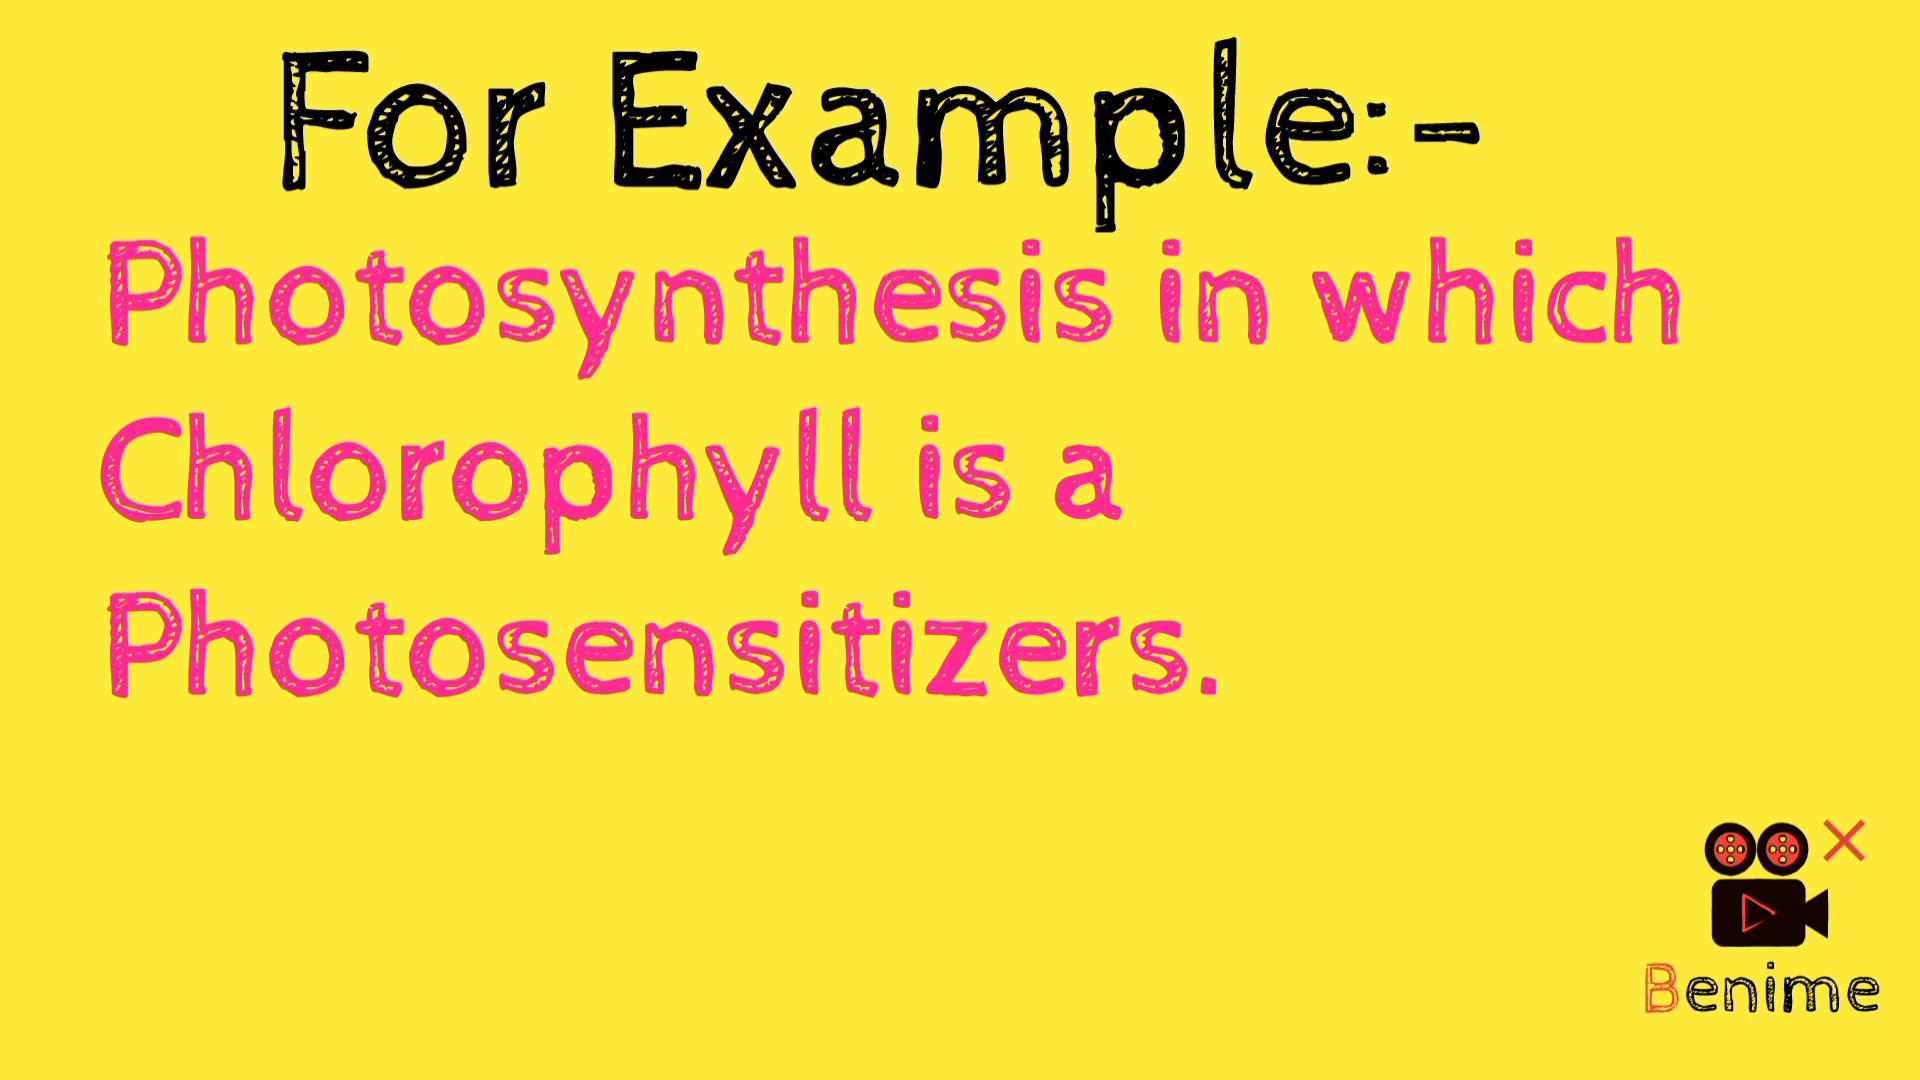 For Example:-
Photosynthesis in which
Chlorophyll is a
Photosensitizers.
Benime